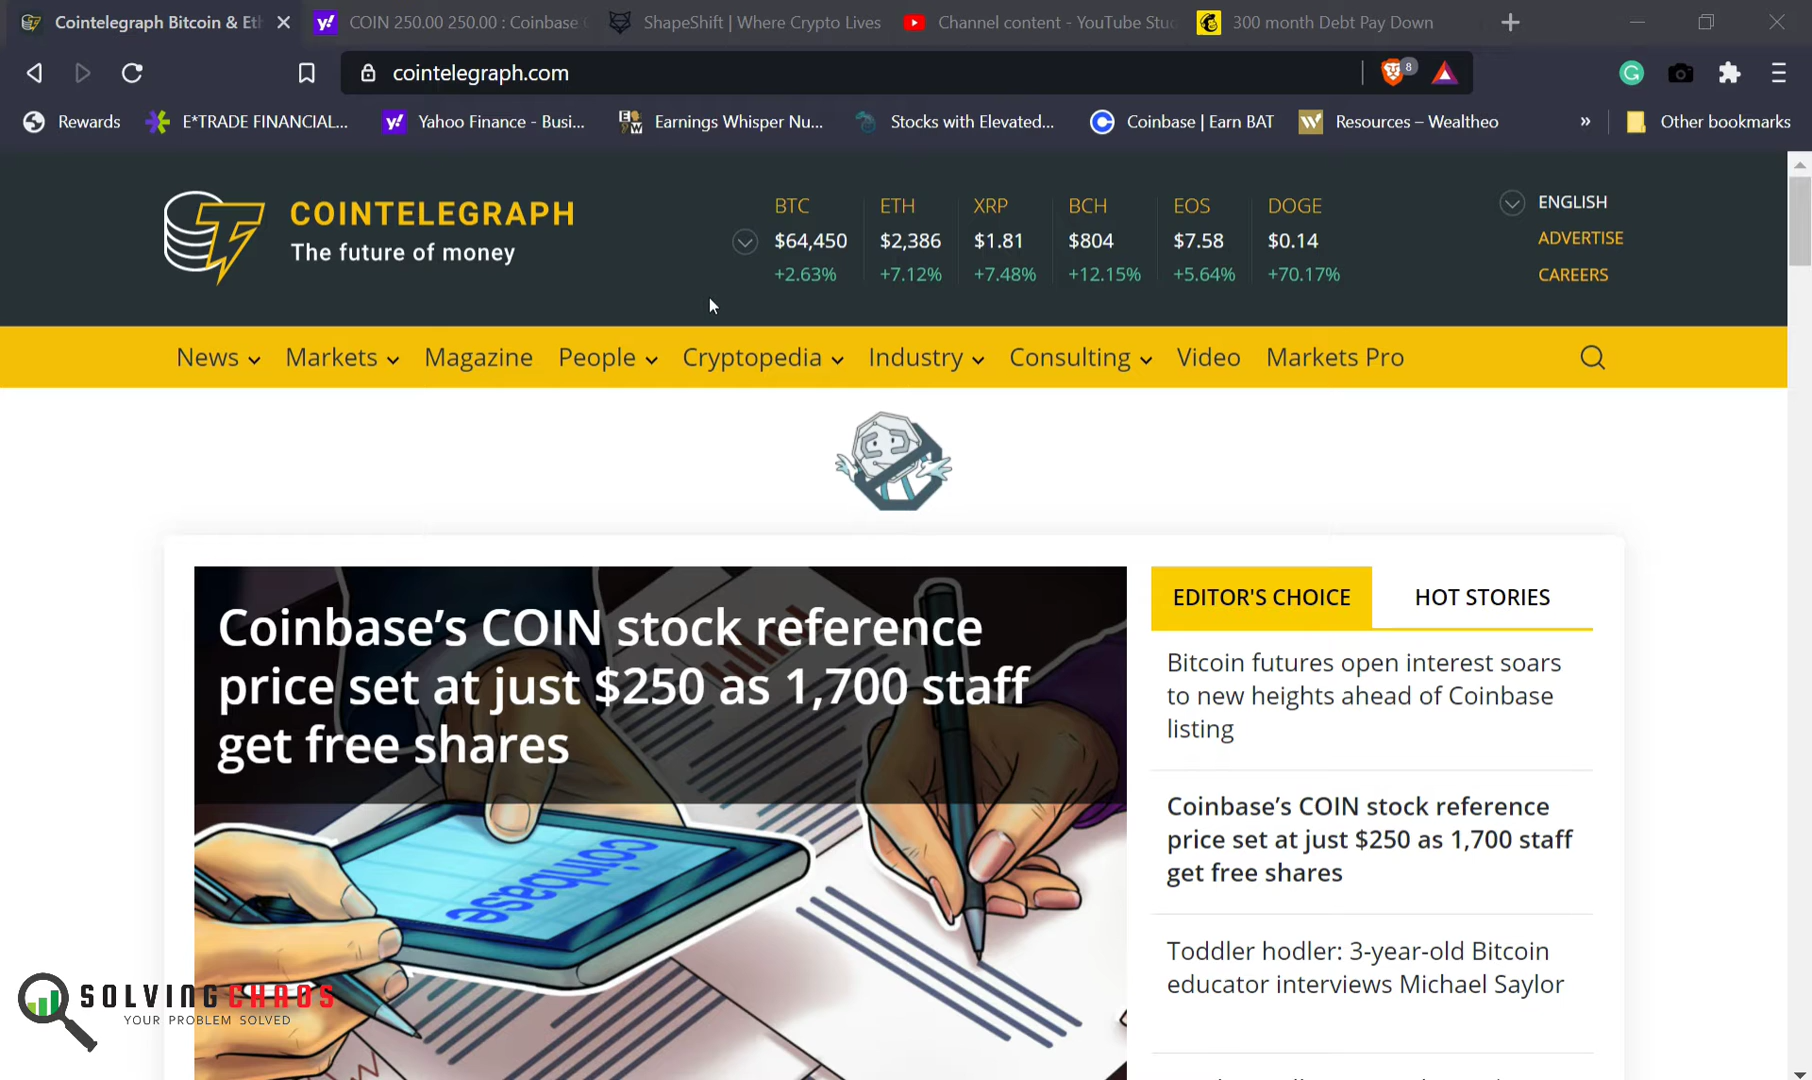 Cointelegraph Bitcoin & Eth
COIN 250.00 250.00 : Coinbase
ShapeShift | Where Crypto Lives
Channel content - YouTube Stu
300 month Debt Pay Down
cointelegraph.com
8
Rewards
E*TRADE FINANCIAL...
Yahoo Finance - Busi...
Earnings Whisper Nu...
Stocks with Elevated...
Coinbase | Earn BAT
Resources – Wealtheo
»
Other bookmarks
COINTELEGRAPH
The future of money
BTC
$64,450
+2.63%
ETH
$2,386
+7.12%
XRP
$1.81
+7.48%
BCH
$804
+12.15%
EOS
$7.58
+5.64%
DOGE
$0.14
+70.17%
ENGLISH
ADVERTISE
CAREERS
News
Markets
Magazine
People
Cryptopedia
Industry
Consulting
Video
Markets Pro
Coinbase’s COIN stock reference
price set at just $250 as 1,700 staff
get free shares
coinbase
EDITOR'S CHOICE
HOT STORIES
Bitcoin futures open interest soars
to new heights ahead of Coinbase
listing
Coinbase’s COIN stock reference
price set at just $250 as 1,700 staff
get free shares
Toddler hodler: 3-year-old Bitcoin
educator interviews Michael Saylor
SOLVING CHAOS
YOUR PROBLEM SOLVED